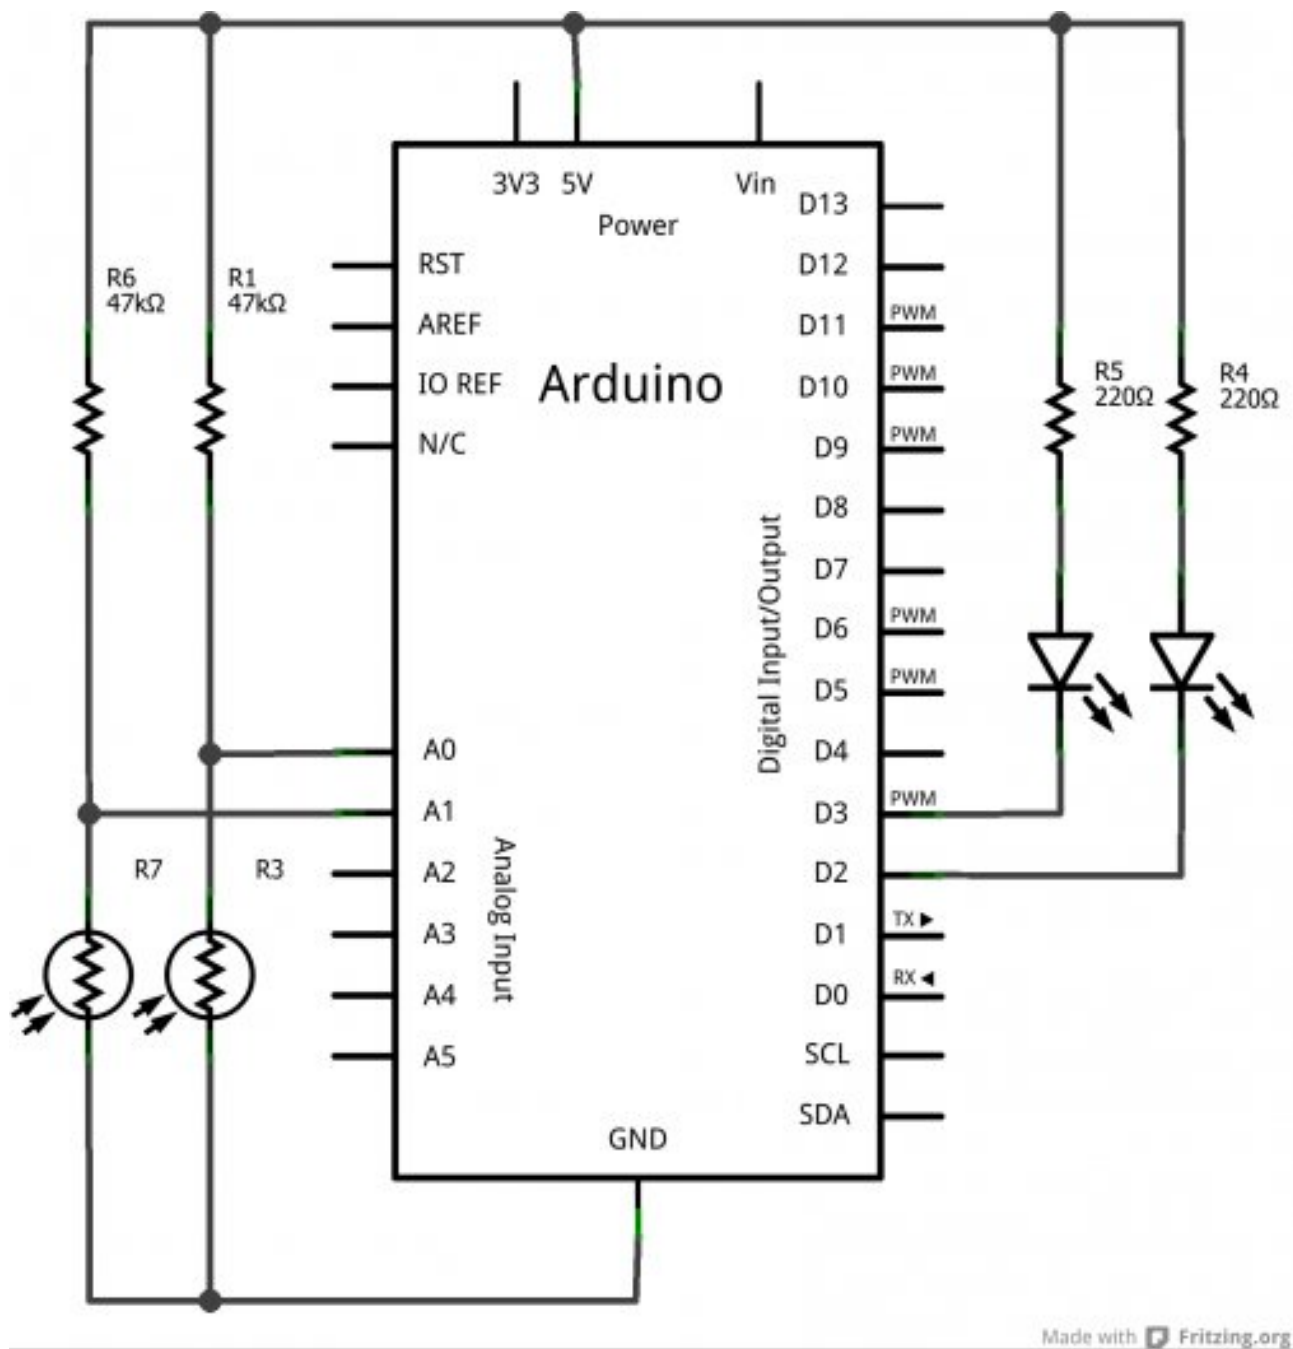 3V3 5V Vin
Power
RST
AREF
IO REF
N/C
Arduino
D13
D12
D11 PWM
D10 PWM
D9 PWM
D8
D7
D6 PWM
D5 PWM
D4
D3 PWM
D2
D1 TX
D0 RX
SCL
SDA
Digital Input/Output
A0
A1
A2
A3
A4
A5
Analog Input
GND
R6
47kΩ
R1
47kΩ
R5
220Ω
R4
220Ω
R7
R3
Made with Fritzing.org